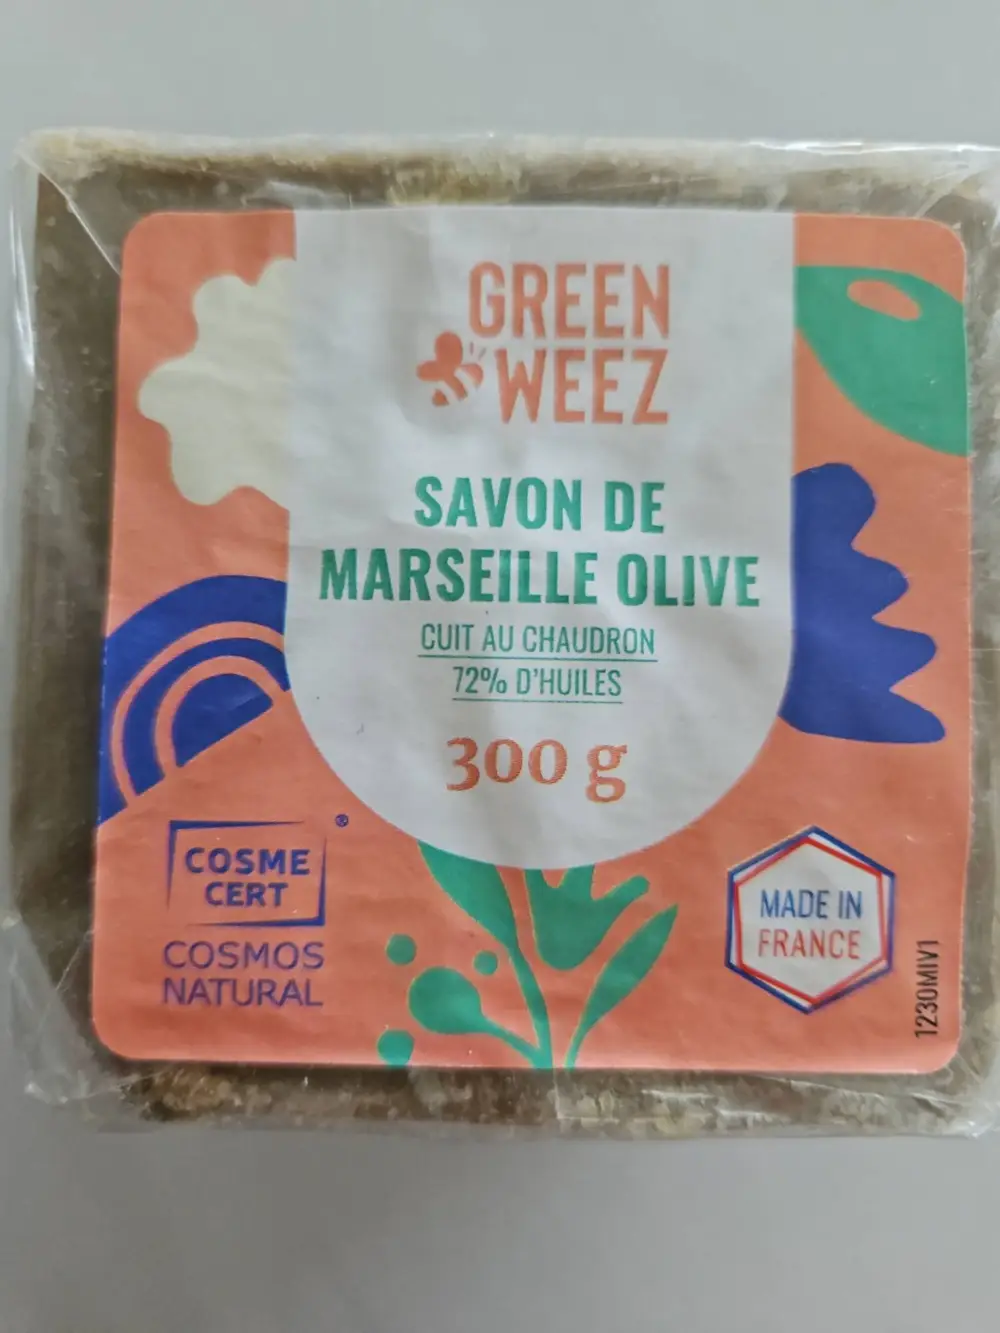 GREEN
WEEZ
SAVON DE
MARSEILLE OLIVE
CUIT AU CHAUDRON
72% D'HUILES
300 g
®
COSME
CERT
COSMOS
NATURAL
MADE IN
FRANCE
1230MIV1